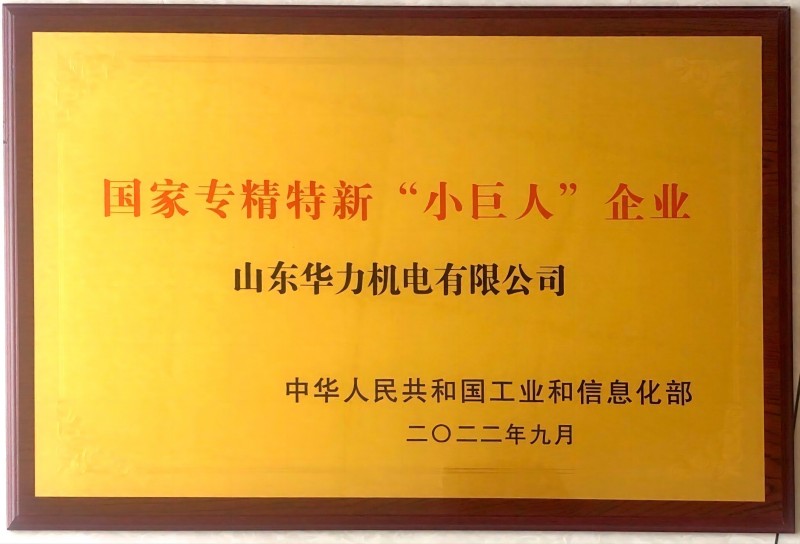 国家专精特新“小巨人”企业
山东华力机电有限公司
中华人民共和国工业和信息化部
二〇二二年九月